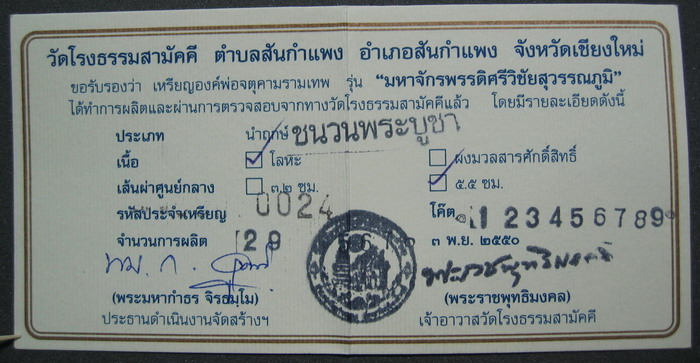 วัดโรงธรรมสามัคคี ตำบลสันกำแพง อำเภอสันกำแพง จังหวัดเชียงใหม่
ขอรับรองว่า เหรียญองค์พ่อจตุคามรามเทพ รุ่น "มหาจักรพรรดิศรีวิชัยสุวรรณภูมิ"
ได้ทำการผลิตและผ่านการตรวจสอบจากทางวัดโรงธรรมสามัคคีแล้ว โดยมีรายละเอียดดังนี้
ประเภท นำฤกษ์ ชนวนพระบูชา
เนื้อ โลหะ ผงมวลสารศักดิ์สิทธิ์
เส้นผ่าศูนย์กลาง ๓.๒ ซม. ๕.๕ ซม.
รหัสประจำเหรียญ 0024 โค๊ต 123456789
จำนวนการผลิต 29 ๓ พ.ย. ๒๕๕๐
(พระมหากำธร จิรธมฺโม) (พระราชพุทธิมงคล)
ประธานดำเนินงานจัดสร้างฯ เจ้าอาวาสวัดโรงธรรมสามัคคี